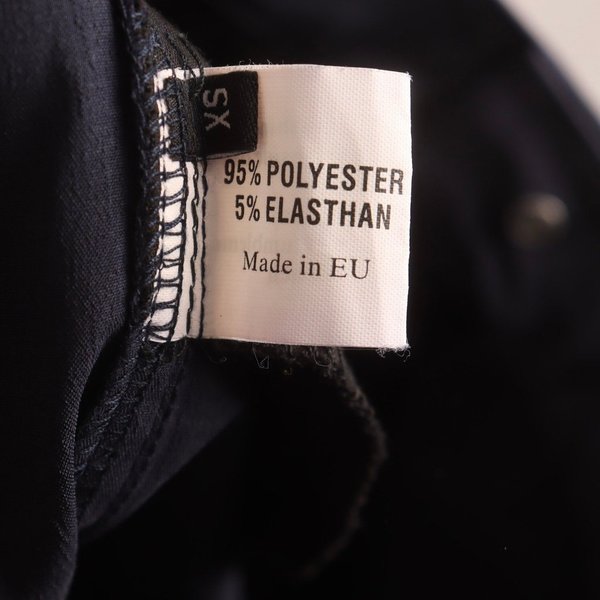 XS
95% POLYESTER
5% ELASTHAN
Made in EU